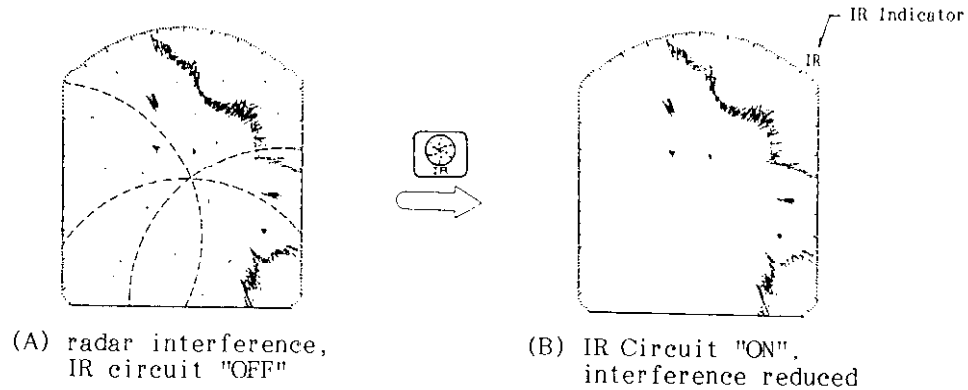 IR Indicator
IR
IR
(A) radar interference,
IR circuit "OFF"
(B) IR Circuit "ON",
interference reduced